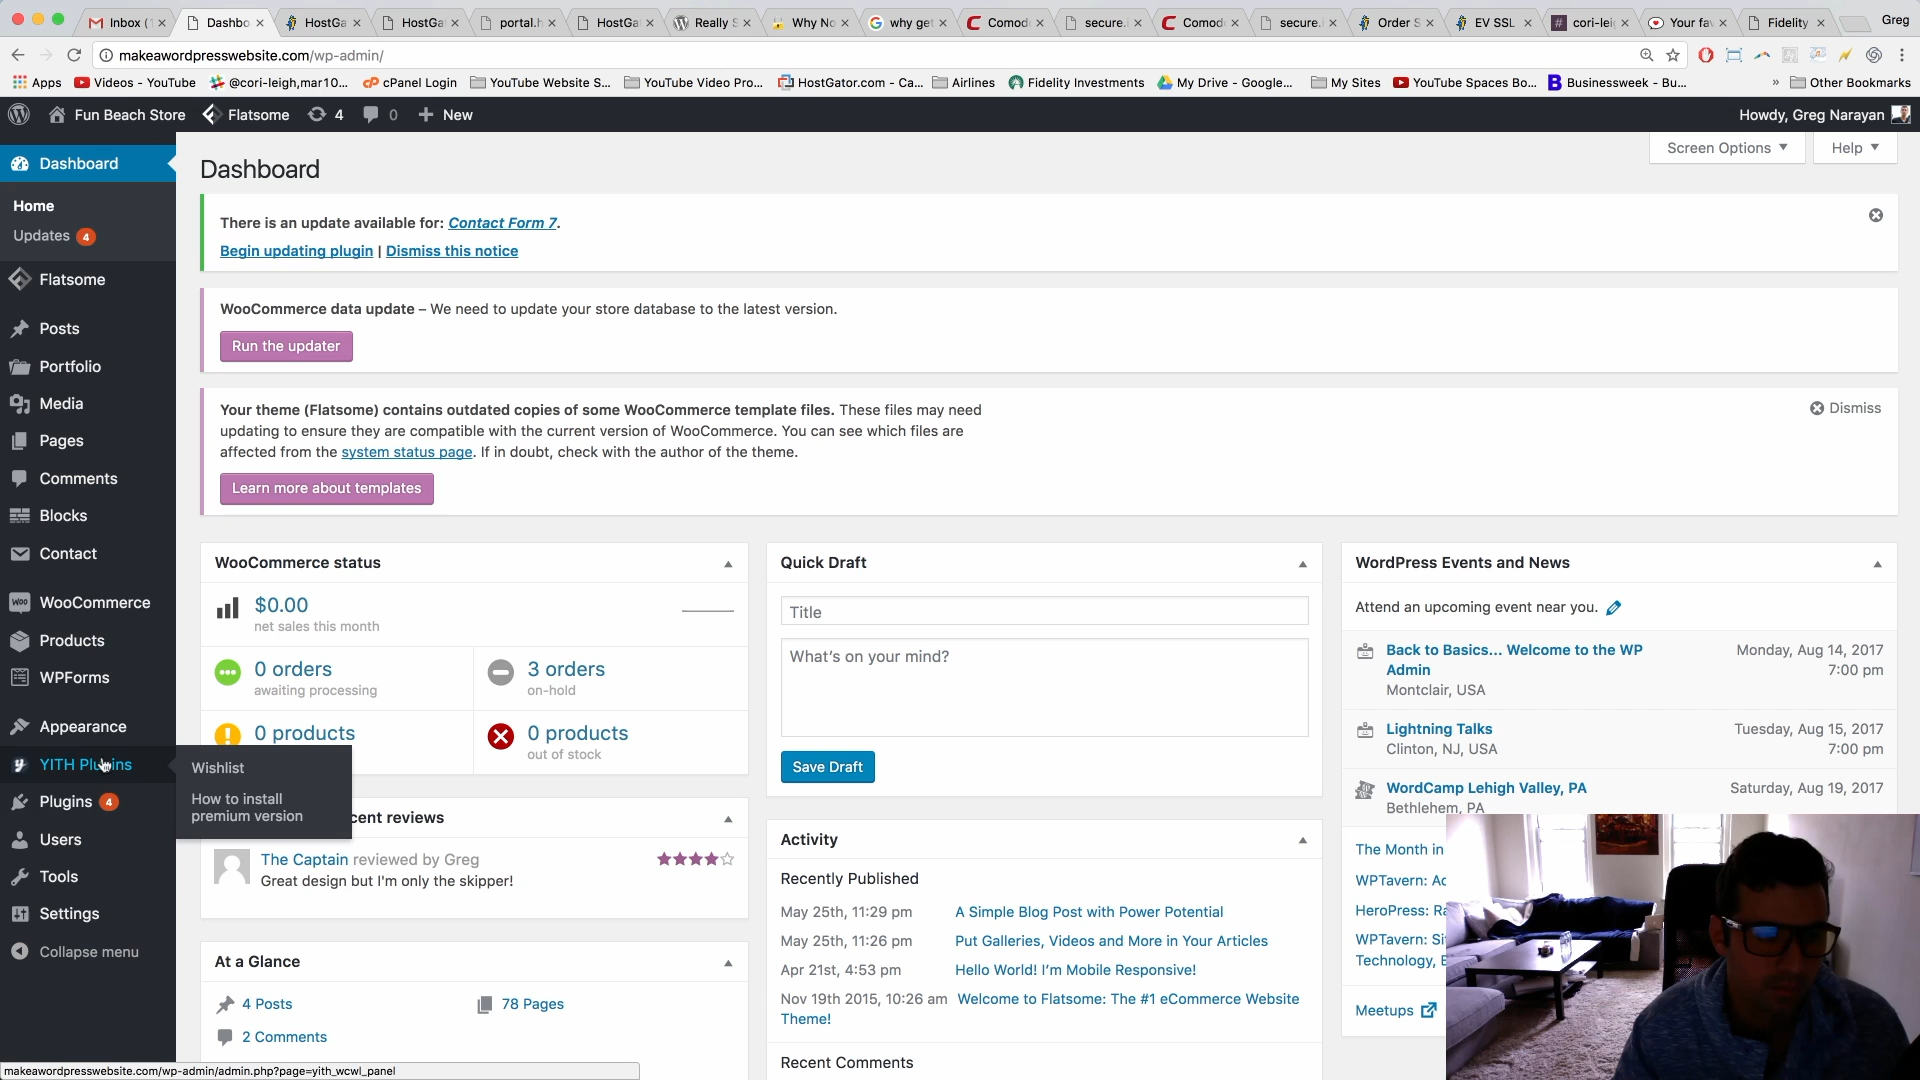 Inbox (1
Dashbo
HostGa
HostGa
portal.h
HostGa
Really S
Why No
why get
Comod
secure.i
Comod
secure.i
Order S
EV SSL
cori-lei
Your fav
Fidelity
Greg
makeawordpresswebsite.com/wp-admin/
Apps
Videos - YouTube
@cori-leigh,mar10...
cPanel Login
YouTube Website S...
YouTube Video Pro...
HostGator.com - Ca...
Airlines
Fidelity Investments
My Drive - Google...
My Sites
YouTube Spaces Bo...
Businessweek - Bu...
»
Other Bookmarks
Fun Beach Store
Flatsome
4
0
New
Howdy, Greg Narayan
Dashboard
Home
Updates 4
Flatsome
Posts
Portfolio
Media
Pages
Comments
Blocks
Contact
WooCommerce
Products
WPForms
Appearance
YITH Plugins
Plugins 4
Users
Tools
Settings
Collapse menu
Wishlist
How to install
premium version
Dashboard
Screen Options
Help
There is an update available for: Contact Form 7.
Begin updating plugin | Dismiss this notice
WooCommerce data update – We need to update your store database to the latest version.
Run the updater
Your theme (Flatsome) contains outdated copies of some WooCommerce template files. These files may need
updating to ensure they are compatible with the current version of WooCommerce. You can see which files are
affected from the system status page. If in doubt, check with the author of the theme.
Dismiss
Learn more about templates
WooCommerce status
$0.00
net sales this month
0 orders
awaiting processing
3 orders
on-hold
0 products
0 products
out of stock
cent reviews
The Captain reviewed by Greg
Great design but I'm only the skipper!
At a Glance
4 Posts
78 Pages
2 Comments
Quick Draft
Title
What's on your mind?
Save Draft
Activity
Recently Published
May 25th, 11:29 pm
A Simple Blog Post with Power Potential
May 25th, 11:26 pm
Put Galleries, Videos and More in Your Articles
Apr 21st, 4:53 pm
Hello World! I'm Mobile Responsive!
Nov 19th 2015, 10:26 am
Welcome to Flatsome: The #1 eCommerce Website
Theme!
Recent Comments
WordPress Events and News
Attend an upcoming event near you.
Back to Basics... Welcome to the WP
Admin
Montclair, USA
Monday, Aug 14, 2017
7:00 pm
Lightning Talks
Clinton, NJ, USA
Tuesday, Aug 15, 2017
7:00 pm
WordCamp Lehigh Valley, PA
Bethlehem, PA
Saturday, Aug 19, 2017
The Month in
WPTavern: Ac
HeroPress: Ra
WPTavern: Si
Technology, E
Meetups
makeawordpresswebsite.com/wp-admin/admin.php?page=yith_wcwl_panel